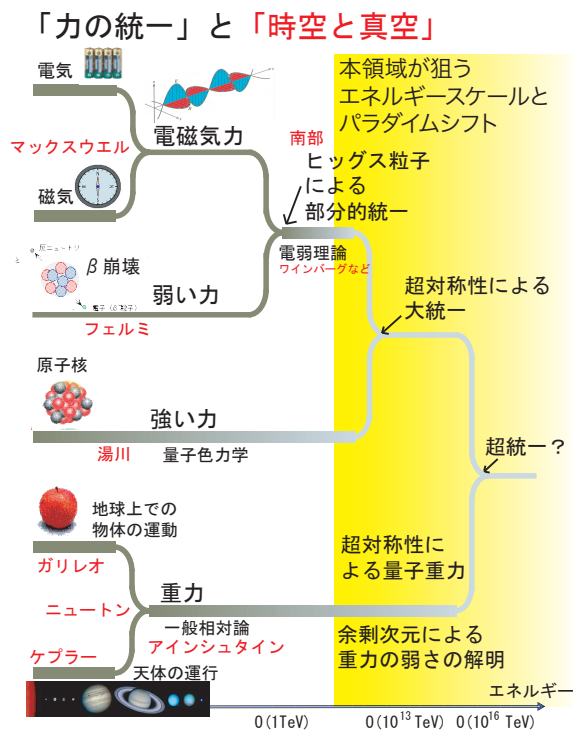 「力の統一」と「時空と真空」
電気
マックスウエル
電磁気力
磁気
本領域が狙う
エネルギースケールと
パラダイムシフト
南部
ヒッグス粒子
による
部分的統一
電弱理論
ワインバーグなど
反ニュートリノ
β崩壊
弱い力
フェルミ
超対称性による
大統一
原子核
強い力
湯川
量子色力学
超統一？
地球上での
物体の運動
ガリレオ
ニュートン
重力
一般相対論
アインシュタイン
ケプラー
天体の運行
超対称性に
よる量子重力
余剰次元による
重力の弱さの解明
エネルギー
O(1TeV)
O(10¹³ TeV)
O(10¹⁶ TeV)